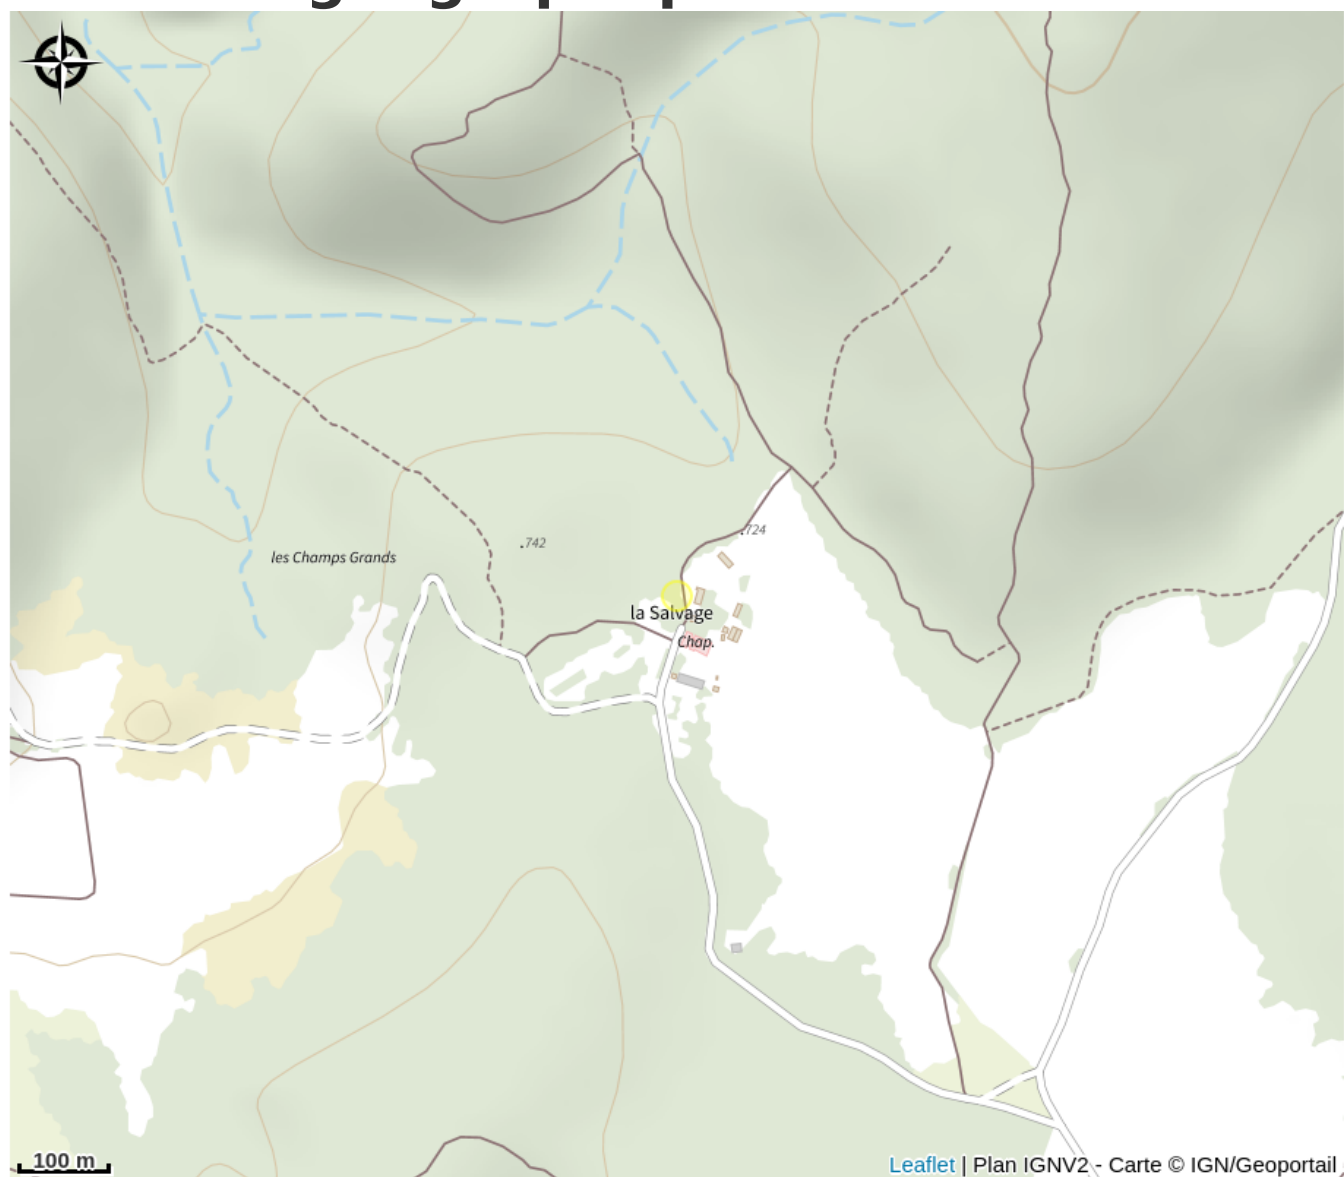 724
.742
les Champs Grands
la Salvage
Chap.
100 m
Leaflet | Plan IGNV2 - Carte © IGN/Geoportail